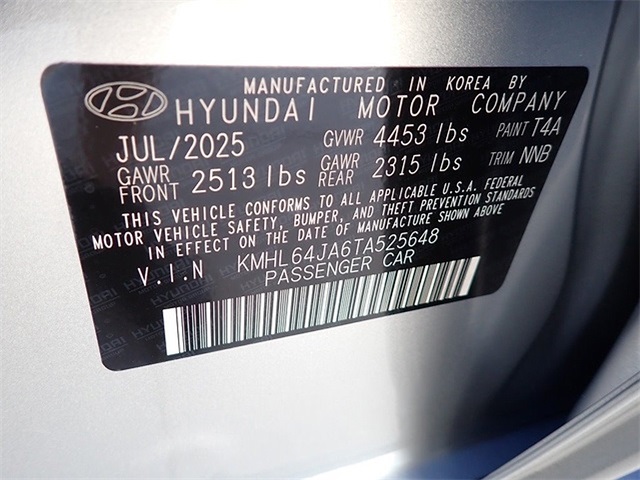 MANUFACTURED IN KOREA BY
HYUNDAI MOTOR COMPANY
JUL/2025 GVWR 4453 lbs PAINT T4A
GAWR FRONT 2513 lbs GAWR REAR 2315 lbs TRIM NNB
THIS VEHICLE CONFORMS TO ALL APPLICABLE U.S.A. FEDERAL
MOTOR VEHICLE SAFETY, BUMPER, AND THEFT PREVENTION STANDARDS
IN EFFECT ON THE DATE OF MANUFACTURE SHOWN ABOVE
V.I.N KMHL64JA6TA525648
PASSENGER CAR